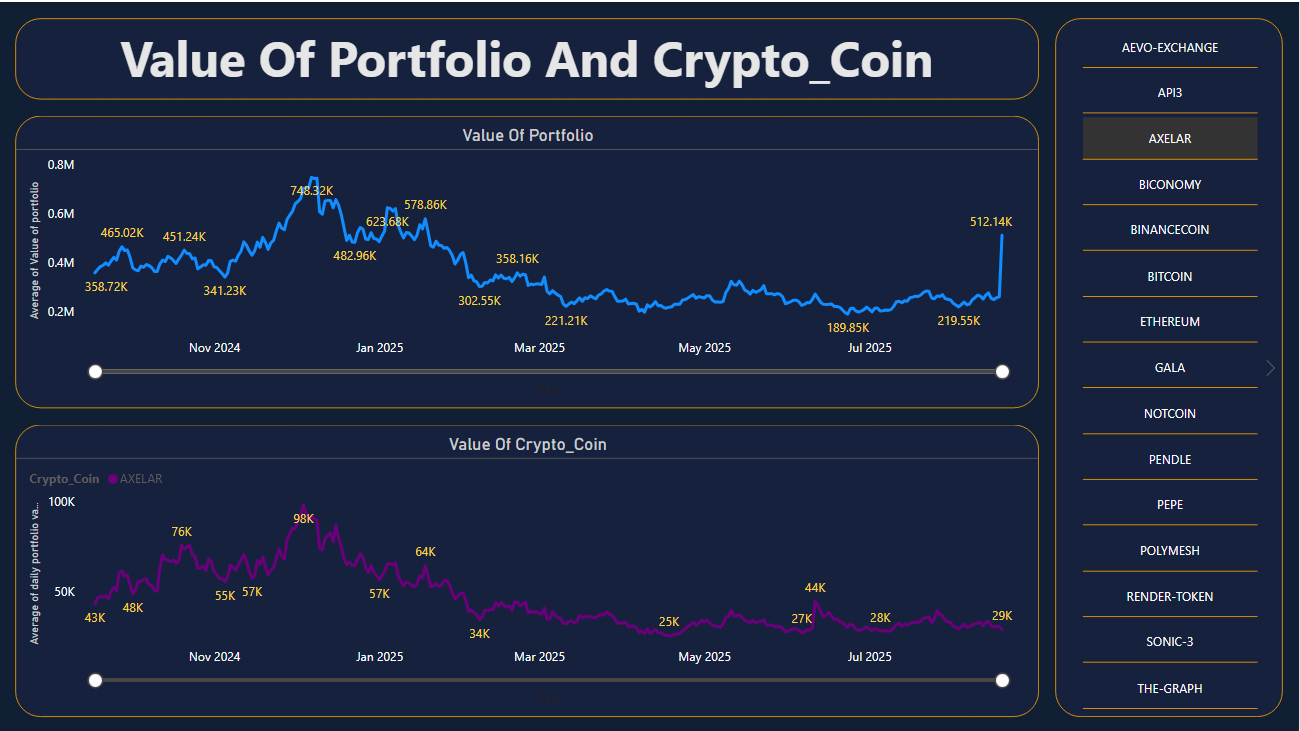 Value Of Portfolio And Crypto_Coin
Value Of Portfolio
Average of Value of portfolio
0.8M
0.6M
0.4M
0.2M
358.72K
465.02K
451.24K
341.23K
748.32K
482.96K
623.68K
578.86K
302.55K
358.16K
221.21K
189.85K
219.55K
512.14K
Nov 2024
Jan 2025
Mar 2025
May 2025
Jul 2025
Value Of Crypto_Coin
Crypto_Coin
AXELAR
Average of daily portfolio va...
100K
50K
43K
48K
76K
55K
57K
98K
57K
64K
34K
25K
27K
44K
28K
29K
Nov 2024
Jan 2025
Mar 2025
May 2025
Jul 2025
AEVO-EXCHANGE
API3
AXELAR
BICONOMY
BINANCECOIN
BITCOIN
ETHEREUM
GALA
NOTCOIN
PENDLE
PEPE
POLYMESH
RENDER-TOKEN
SONIC-3
THE-GRAPH